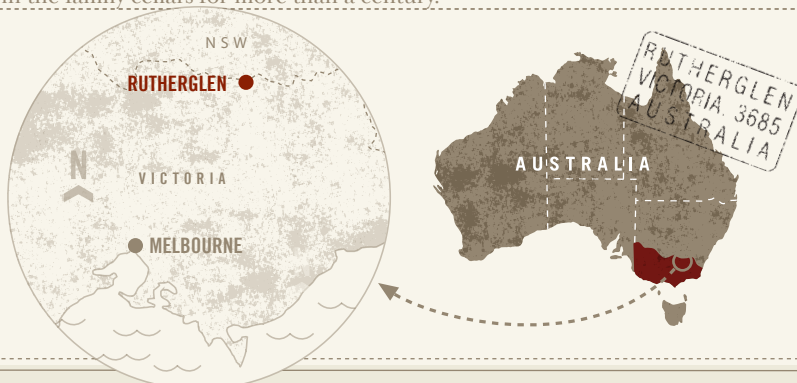 in the family cellars for more than a century.
NSW
RUTHERGLEN
N
VICTORIA
MELBOURNE
AUSTRALIA
RUTHERGLEN
VICTORIA, 3685
AUSTRALIA